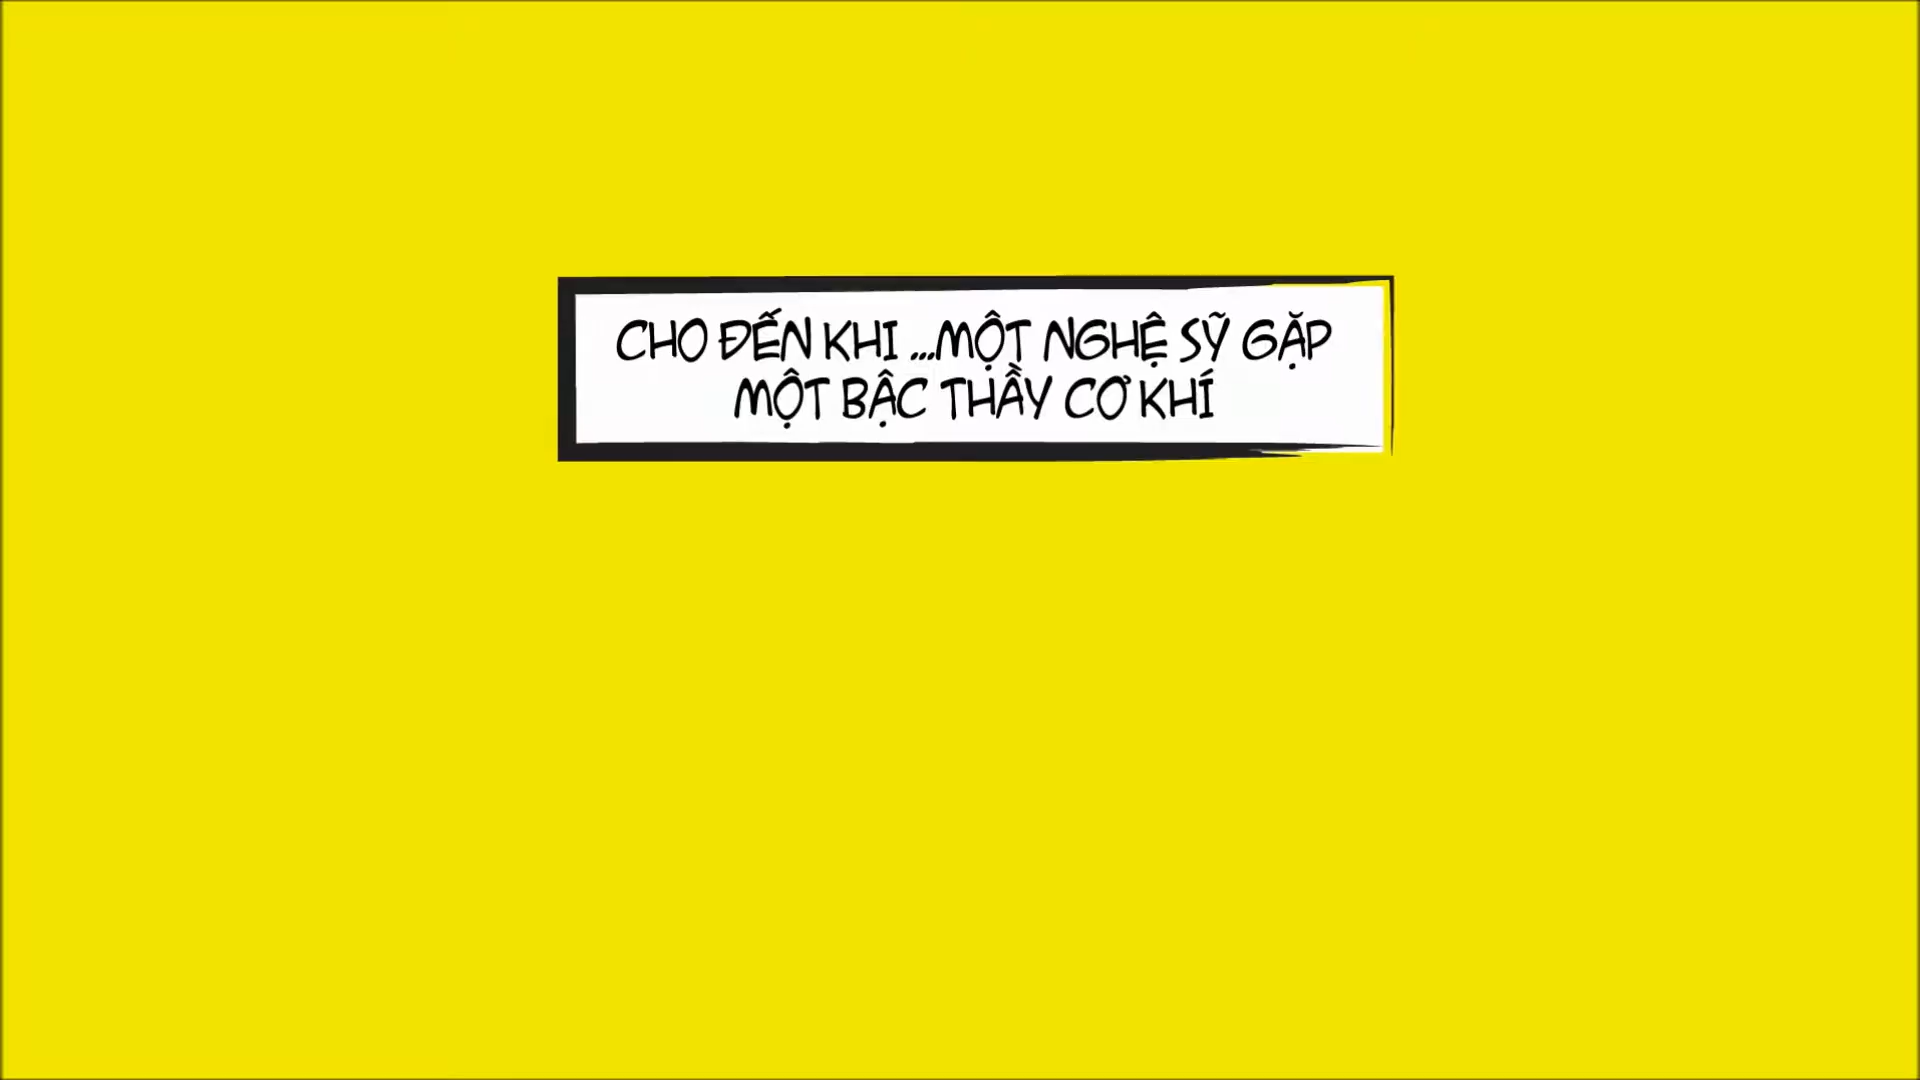 CHO ĐẾN KHI ...MỘT NGHỆ SỸ GẶP
MỘT BẬC THẦY CƠ KHÍ